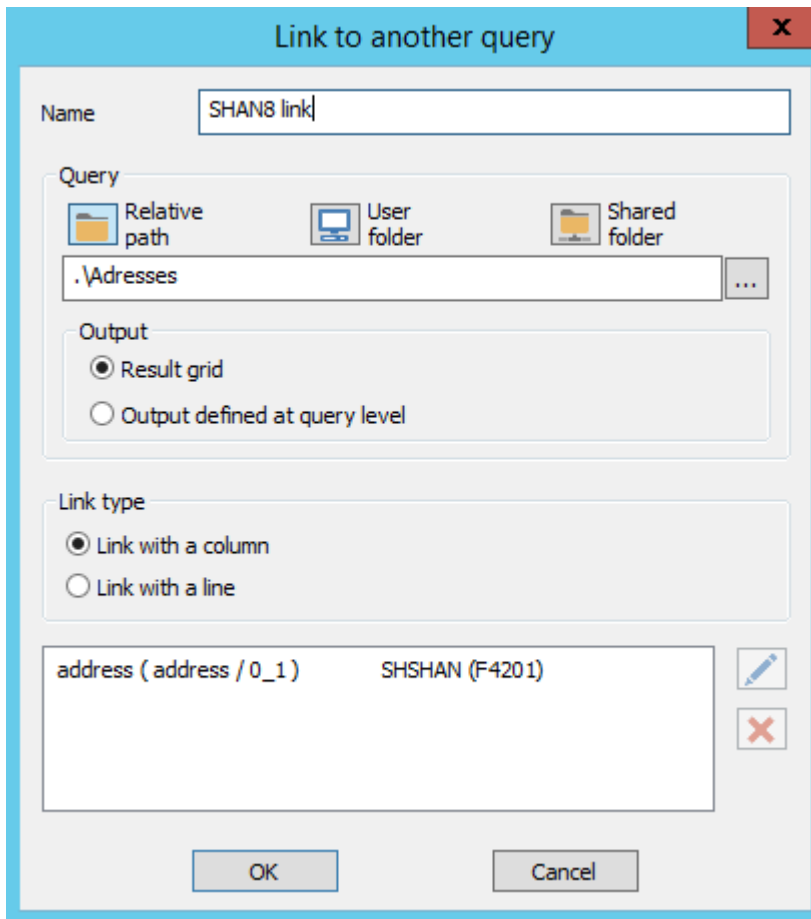 Link to another query
x
Name SHAN8 link
Query
Relative path
User folder
Shared folder
.\Adresses ...
Output
Result grid
Output defined at query level
Link type
Link with a column
Link with a line
address ( address / 0_1 ) SHSHAN (F4201)
OK Cancel